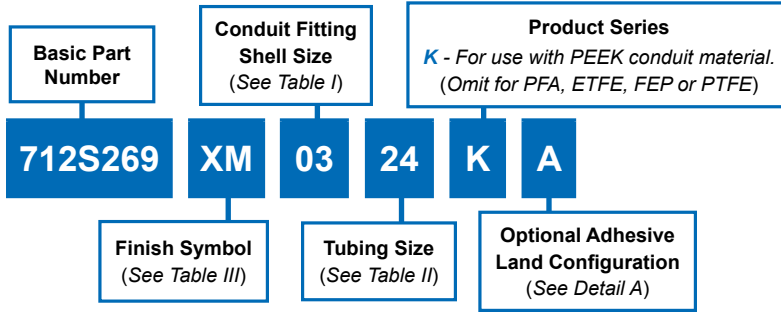 Basic Part
Number
Conduit Fitting
Shell Size
(See Table I)
Product Series
K - For use with PEEK conduit material.
(Omit for PFA, ETFE, FEP or PTFE)
712S269 XM 03 24 K A
Finish Symbol
(See Table III)
Tubing Size
(See Table II)
Optional Adhesive
Land Configuration
(See Detail A)